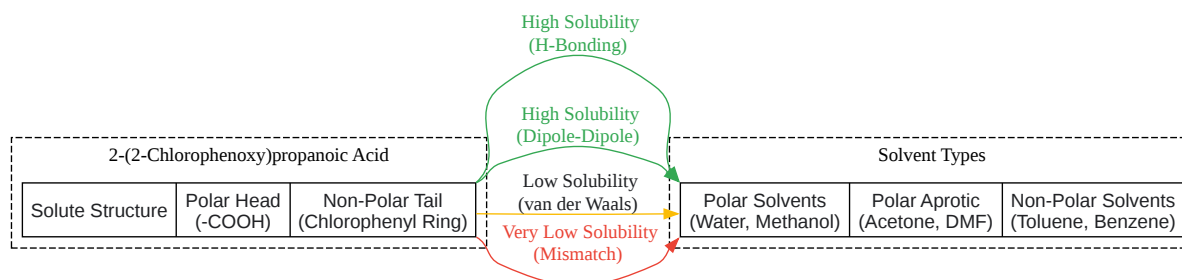 High Solubility
(H-Bonding)
High Solubility
(Dipole-Dipole)
2-(2-Chlorophenoxy)propanoic Acid
Solvent Types
Solute Structure
Polar Head
(-COOH)
Non-Polar Tail
(Chlorophenyl Ring)
Low Solubility
(van der Waals)
Very Low Solubility
(Mismatch)
Polar Solvents
(Water, Methanol)
Polar Aprotic
(Acetone, DMF)
Non-Polar Solvents
(Toluene, Benzene)